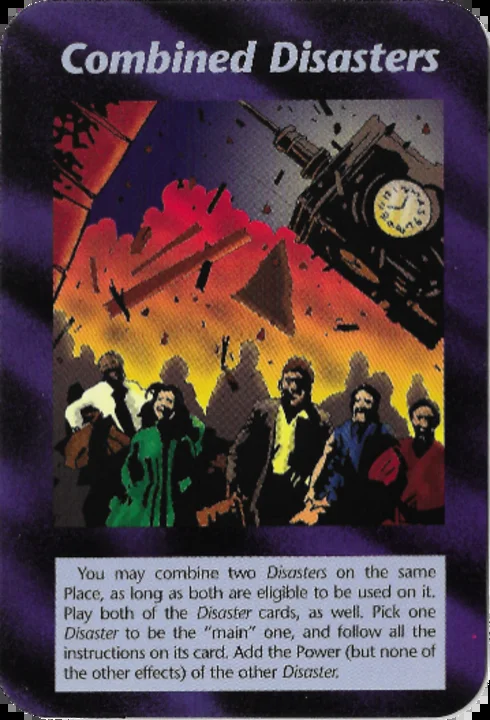 Combined Disasters
You may combine two Disasters on the same
Place, as long as both are eligible to be used on it.
Play both of the Disaster cards, as well. Pick one
Disaster to be the "main" one, and follow all the
instructions on its card. Add the Power (but none of
the other effects) of the other Disaster.